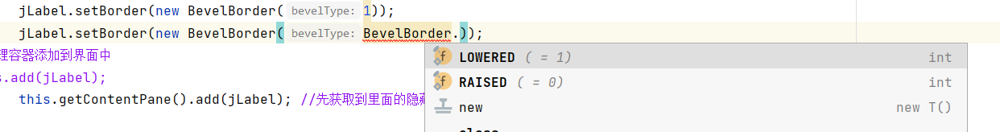 jLabel.setBorder(new BevelBorder( bevelType: 1));
jLabel.setBorder(new BevelBorder( bevelType: BevelBorder.));
理容器添加到界面中
s.add(jLabel);
this.getContentPane().add(jLabel); //先获取到里面的隐藏
LOWERED ( = 1) int
RAISED ( = 0) int
new new T()